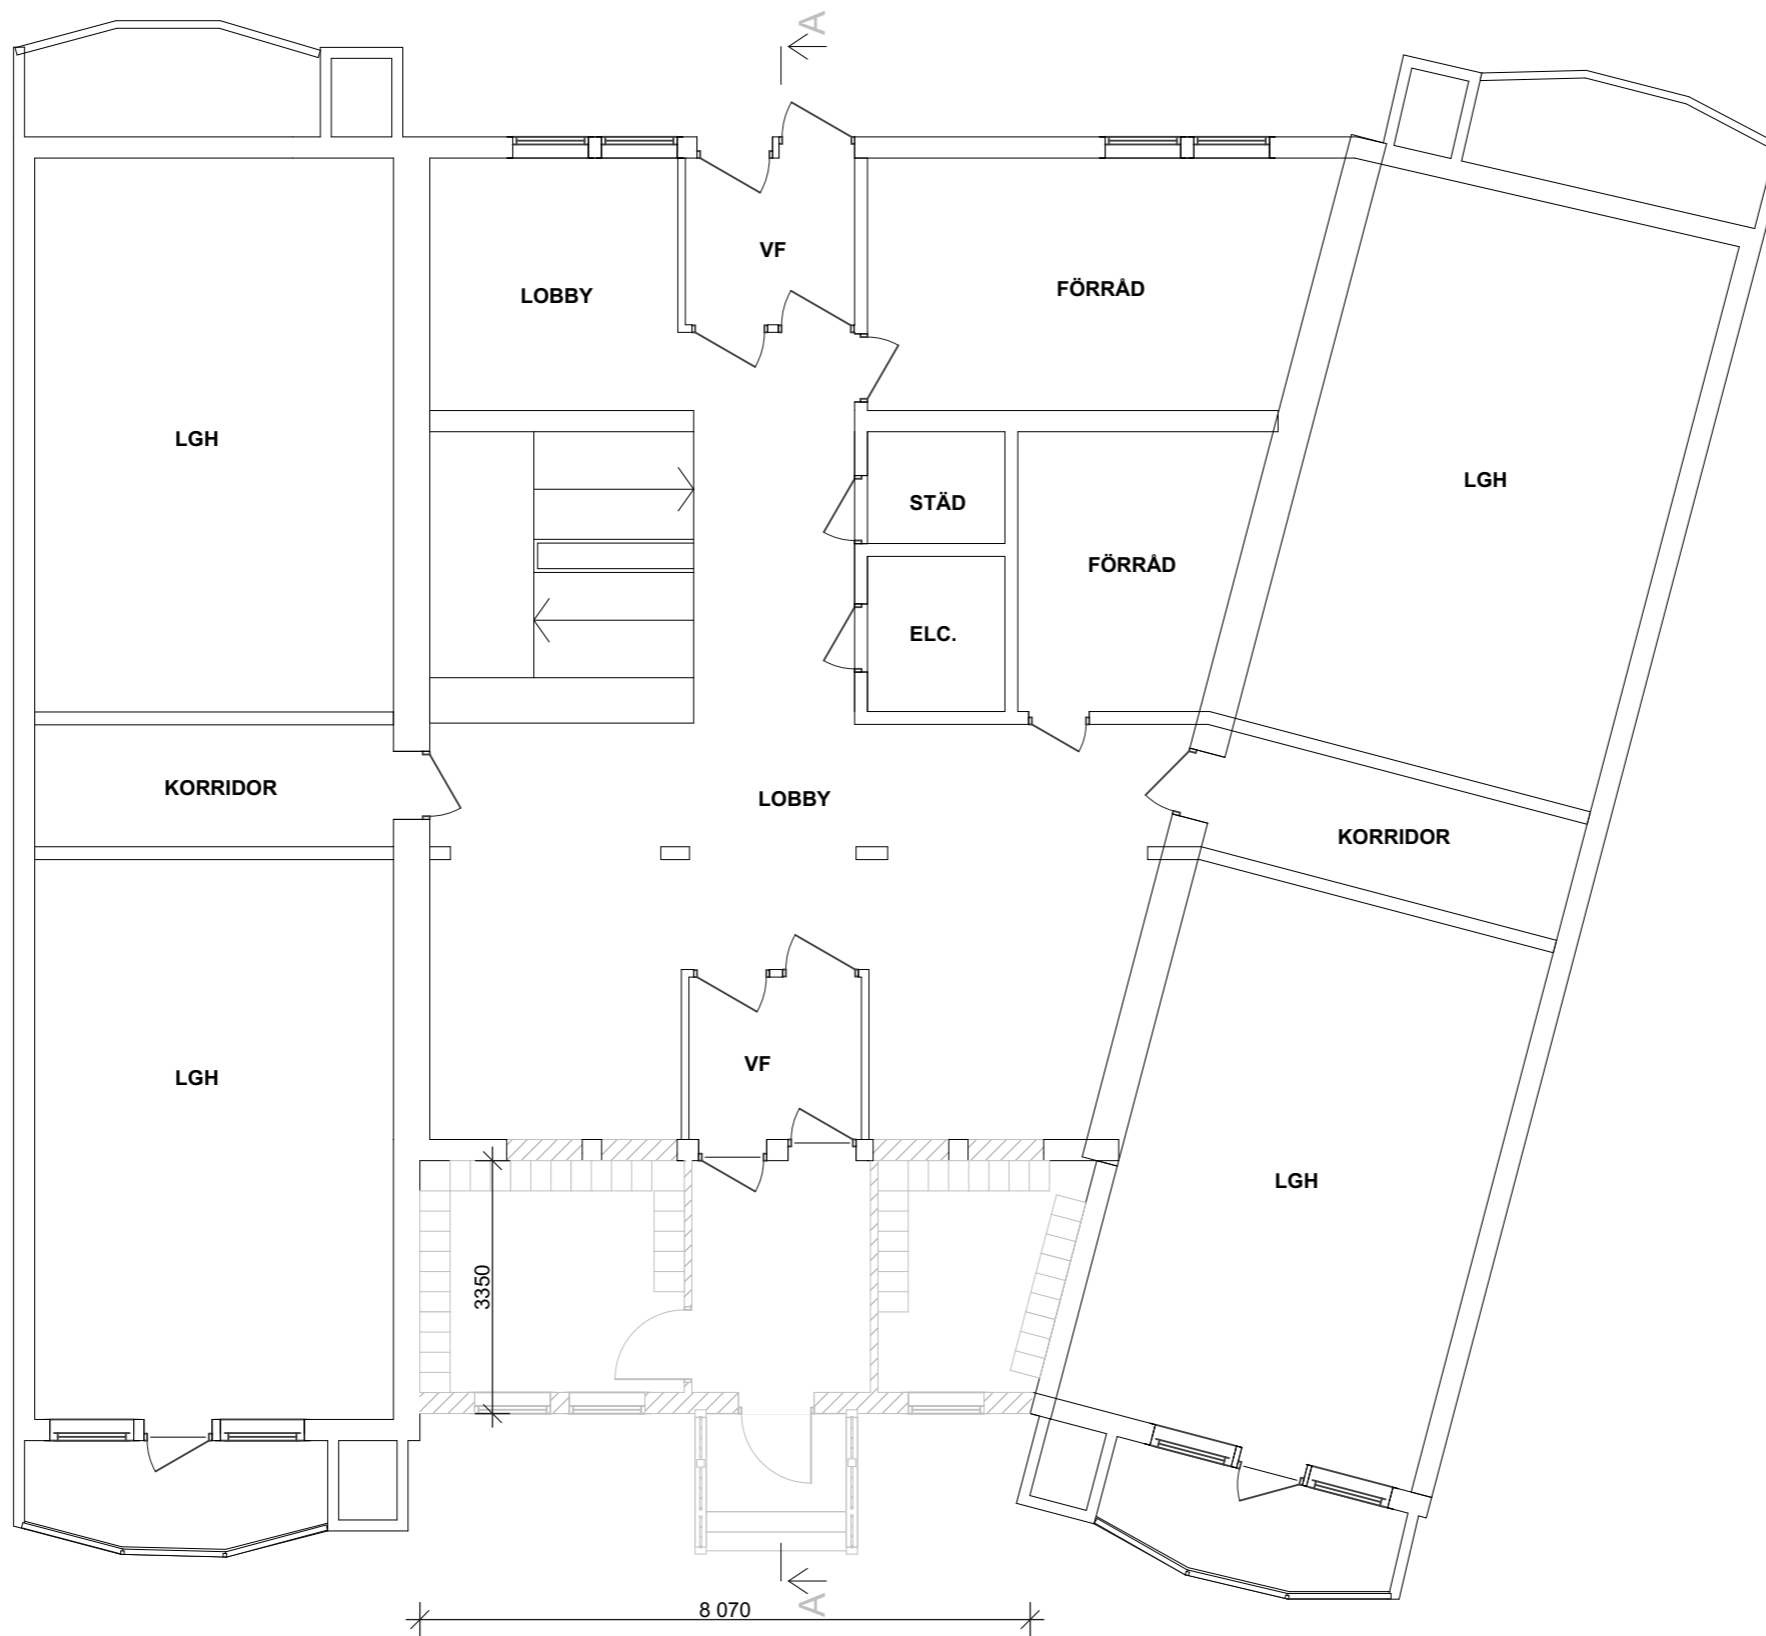 A
VF
LOBBY
FÖRRÅD
LGH
LGH
STÄD
FÖRRÅD
ELC.
KORRIDOR
LOBBY
KORRIDOR
VF
LGH
LGH
3350
A
8 070